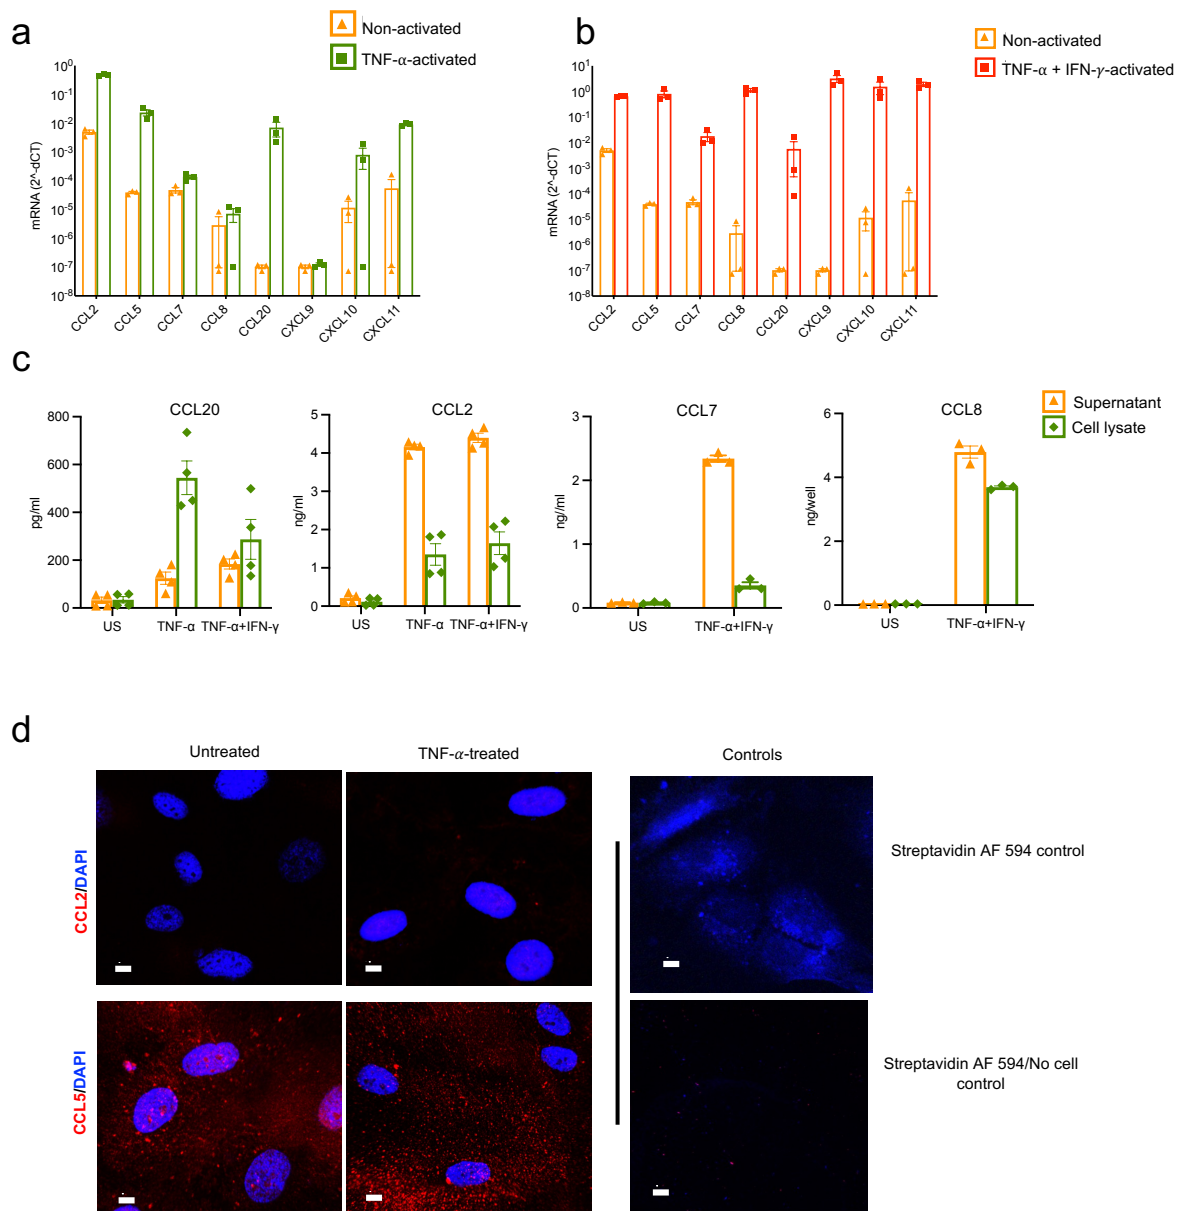 a
Non-activated
TNF-α-activated
mRNA (2^-dCT)
10⁰
10⁻¹
10⁻²
10⁻³
10⁻⁴
10⁻⁵
10⁻⁶
10⁻⁷
10⁻⁸
CCL2
CCL5
CCL7
CCL8
CCL20
CXCL9
CXCL10
CXCL11
b
Non-activated
TNF-α + IFN-γ-activated
mRNA (2^-dCT)
10¹
10⁰
10⁻¹
10⁻²
10⁻³
10⁻⁴
10⁻⁵
10⁻⁶
10⁻⁷
10⁻⁸
CCL2
CCL5
CCL7
CCL8
CCL20
CXCL9
CXCL10
CXCL11
c
CCL20
pg/ml
800
600
400
200
0
US
TNF-α
TNF-α+IFN-γ
CCL2
ng/ml
5
4
3
2
1
0
US
TNF-α
TNF-α+IFN-γ
CCL7
ng//ml
3
2
1
0
US
TNF-α+IFN-γ
CCL8
ng/well
6
4
2
0
US
TNF-α+IFN-γ
Supernatant
Cell lysate
d
Untreated
TNF-α-treated
Controls
CCL2/DAPI
Streptavidin AF 594 control
CCL5/DAPI
Streptavidin AF 594/No cell
control